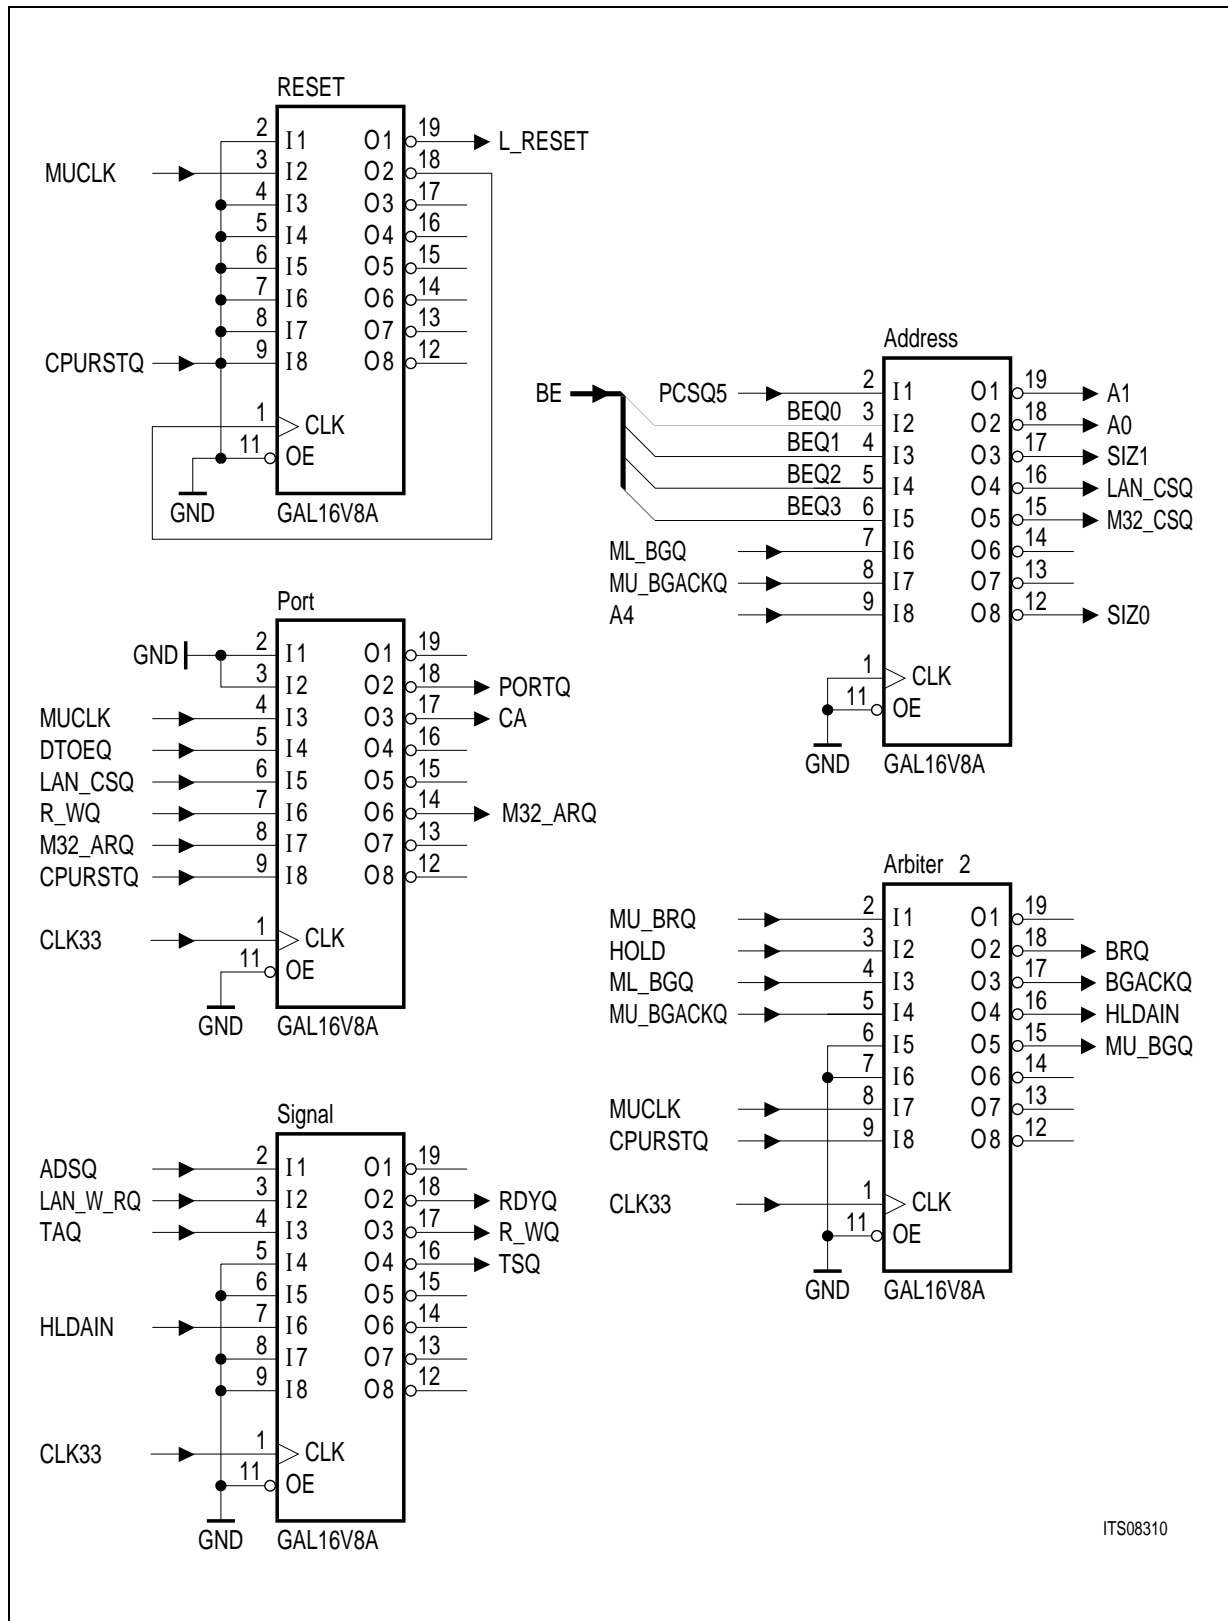 RESET
2 I1 O1 19 L_RESET
MUCLK 3 I2 O2 18
4 I3 O3 17
5 I4 O4 16
6 I5 O5 15
7 I6 O6 14
8 I7 O7 13
CPURSTQ 9 I8 O8 12
1 CLK
11 OE
GND GAL16V8A
Address
PCSQ5 2 I1 O1 19 A1
BE BEQ0 3 I2 O2 18 A0
BEQ1 4 I3 O3 17 SIZ1
BEQ2 5 I4 O4 16 LAN_CSQ
BEQ3 6 I5 O5 15 M32_CSQ
ML_BGQ 7 I6 O6 14
MU_BGACKQ 8 I7 O7 13
A4 9 I8 O8 12 SIZ0
1 CLK
11 OE
GND GAL16V8A
Port
GND 2 I1 O1 19
3 I2 O2 18 PORTQ
MUCLK 4 I3 O3 17 CA
DTOEQ 5 I4 O4 16
LAN_CSQ 6 I5 O5 15
R_WQ 7 I6 O6 14 M32_ARQ
M32_ARQ 8 I7 O7 13
CPURSTQ 9 I8 O8 12
CLK33 1 CLK
11 OE
GND GAL16V8A
Arbiter 2
MU_BRQ 2 I1 O1 19
HOLD 3 I2 O2 18 BRQ
ML_BGQ 4 I3 O3 17 BGACKQ
MU_BGACKQ 5 I4 O4 16 HLDAIN
6 I5 O5 15 MU_BGQ
7 I6 O6 14
MUCLK 8 I7 O7 13
CPURSTQ 9 I8 O8 12
CLK33 1 CLK
11 OE
GND GAL16V8A
Signal
ADSQ 2 I1 O1 19
LAN_W_RQ 3 I2 O2 18 RDYQ
TAQ 4 I3 O3 17 R_WQ
5 I4 O4 16 TSQ
6 I5 O5 15
HLDAIN 7 I6 O6 14
8 I7 O7 13
9 I8 O8 12
CLK33 1 CLK
11 OE
GND GAL16V8A
ITS08310